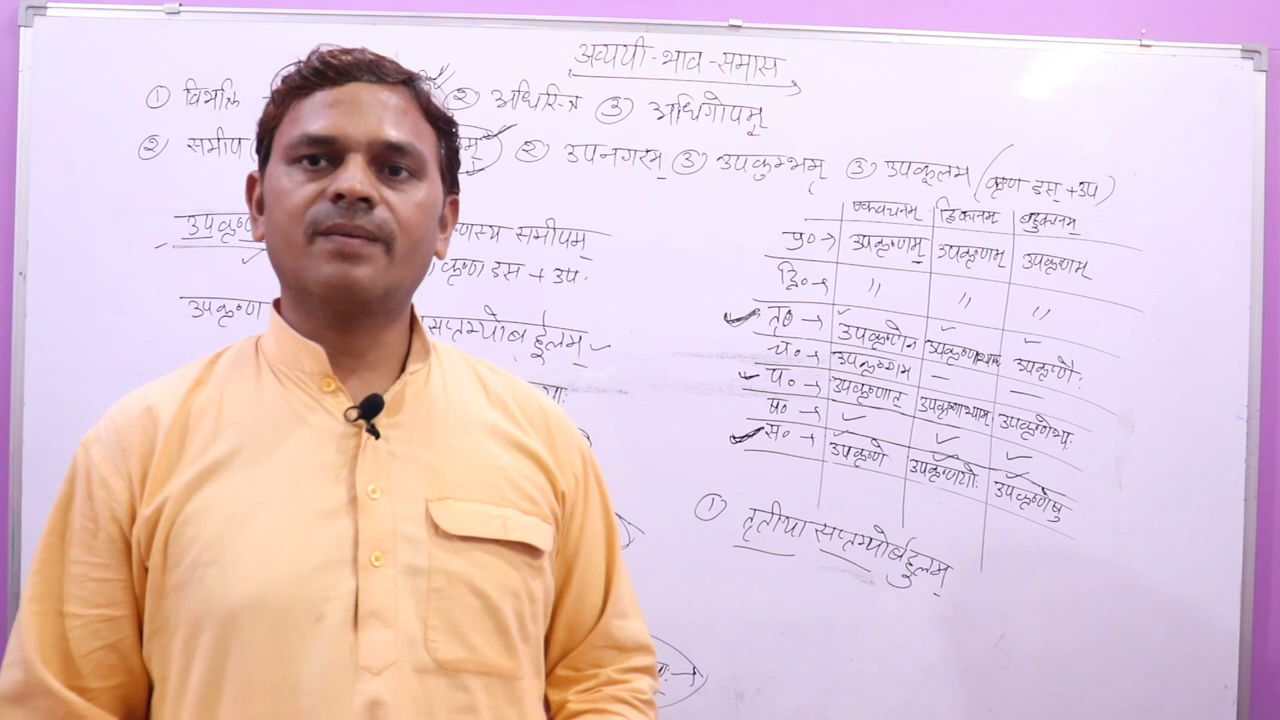 अव्ययी-भाव-समास
① विभक्ति ② अधिस्त्रि ③ अधिगोपम्
② समीप ② उपनगरम् ③ उपकुम्भम् ③ उपकूलम (कृष्ण ङस् + उप)
उपकृष्ण ष्णस्य समीपम्
कृष्ण ङस + उप
उपकृष्ण सप्तम्योब हूलम्
एकवचनम् द्विवचनम् बहुवचनम्
प्र० → उपकृष्णम् उपकृष्णम् उपकृष्णम्
द्वि० → " " "
तृ० → उपकृष्णेन उपकृष्णाभ्याम उपकृष्णैः
च० → उपकृष्णम — —
पं० → उपकृष्णात् उपकृष्णाभ्याम् उपकृष्णेभ्यः
ष० →
स० → उपकृष्णे उपकृष्णयोः उपकृष्णेषु
① तृतीया सप्तम्योर्बहुलम्